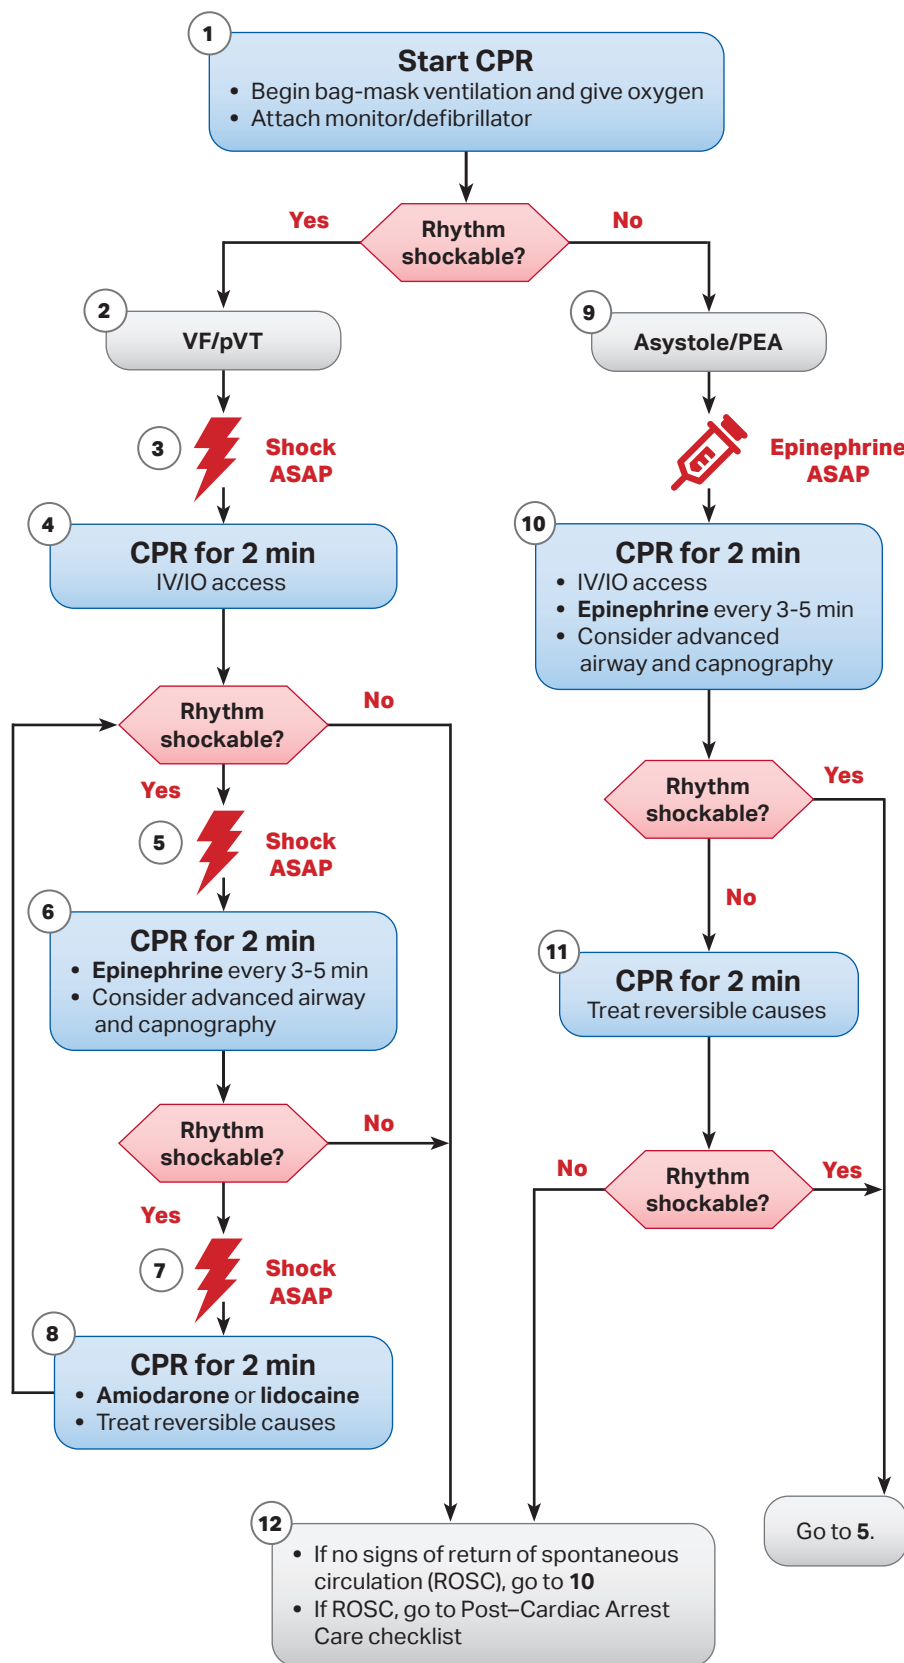 1
Start CPR
• Begin bag-mask ventilation and give oxygen
• Attach monitor/defibrillator
Yes
Rhythm
shockable?
No
2
VF/pVT
9
Asystole/PEA
3
Shock
ASAP
Epinephrine
ASAP
4
CPR for 2 min
IV/IO access
10
CPR for 2 min
• IV/IO access
• Epinephrine every 3-5 min
• Consider advanced
airway and capnography
Rhythm
shockable?
No
Yes
Rhythm
shockable?
Yes
No
5
Shock
ASAP
6
CPR for 2 min
• Epinephrine every 3-5 min
• Consider advanced airway
and capnography
11
CPR for 2 min
Treat reversible causes
Rhythm
shockable?
No
Yes
No
Rhythm
shockable?
Yes
7
Shock
ASAP
8
CPR for 2 min
• Amiodarone or lidocaine
• Treat reversible causes
12
• If no signs of return of spontaneous
circulation (ROSC), go to 10
• If ROSC, go to Post–Cardiac Arrest
Care checklist
Go to 5.